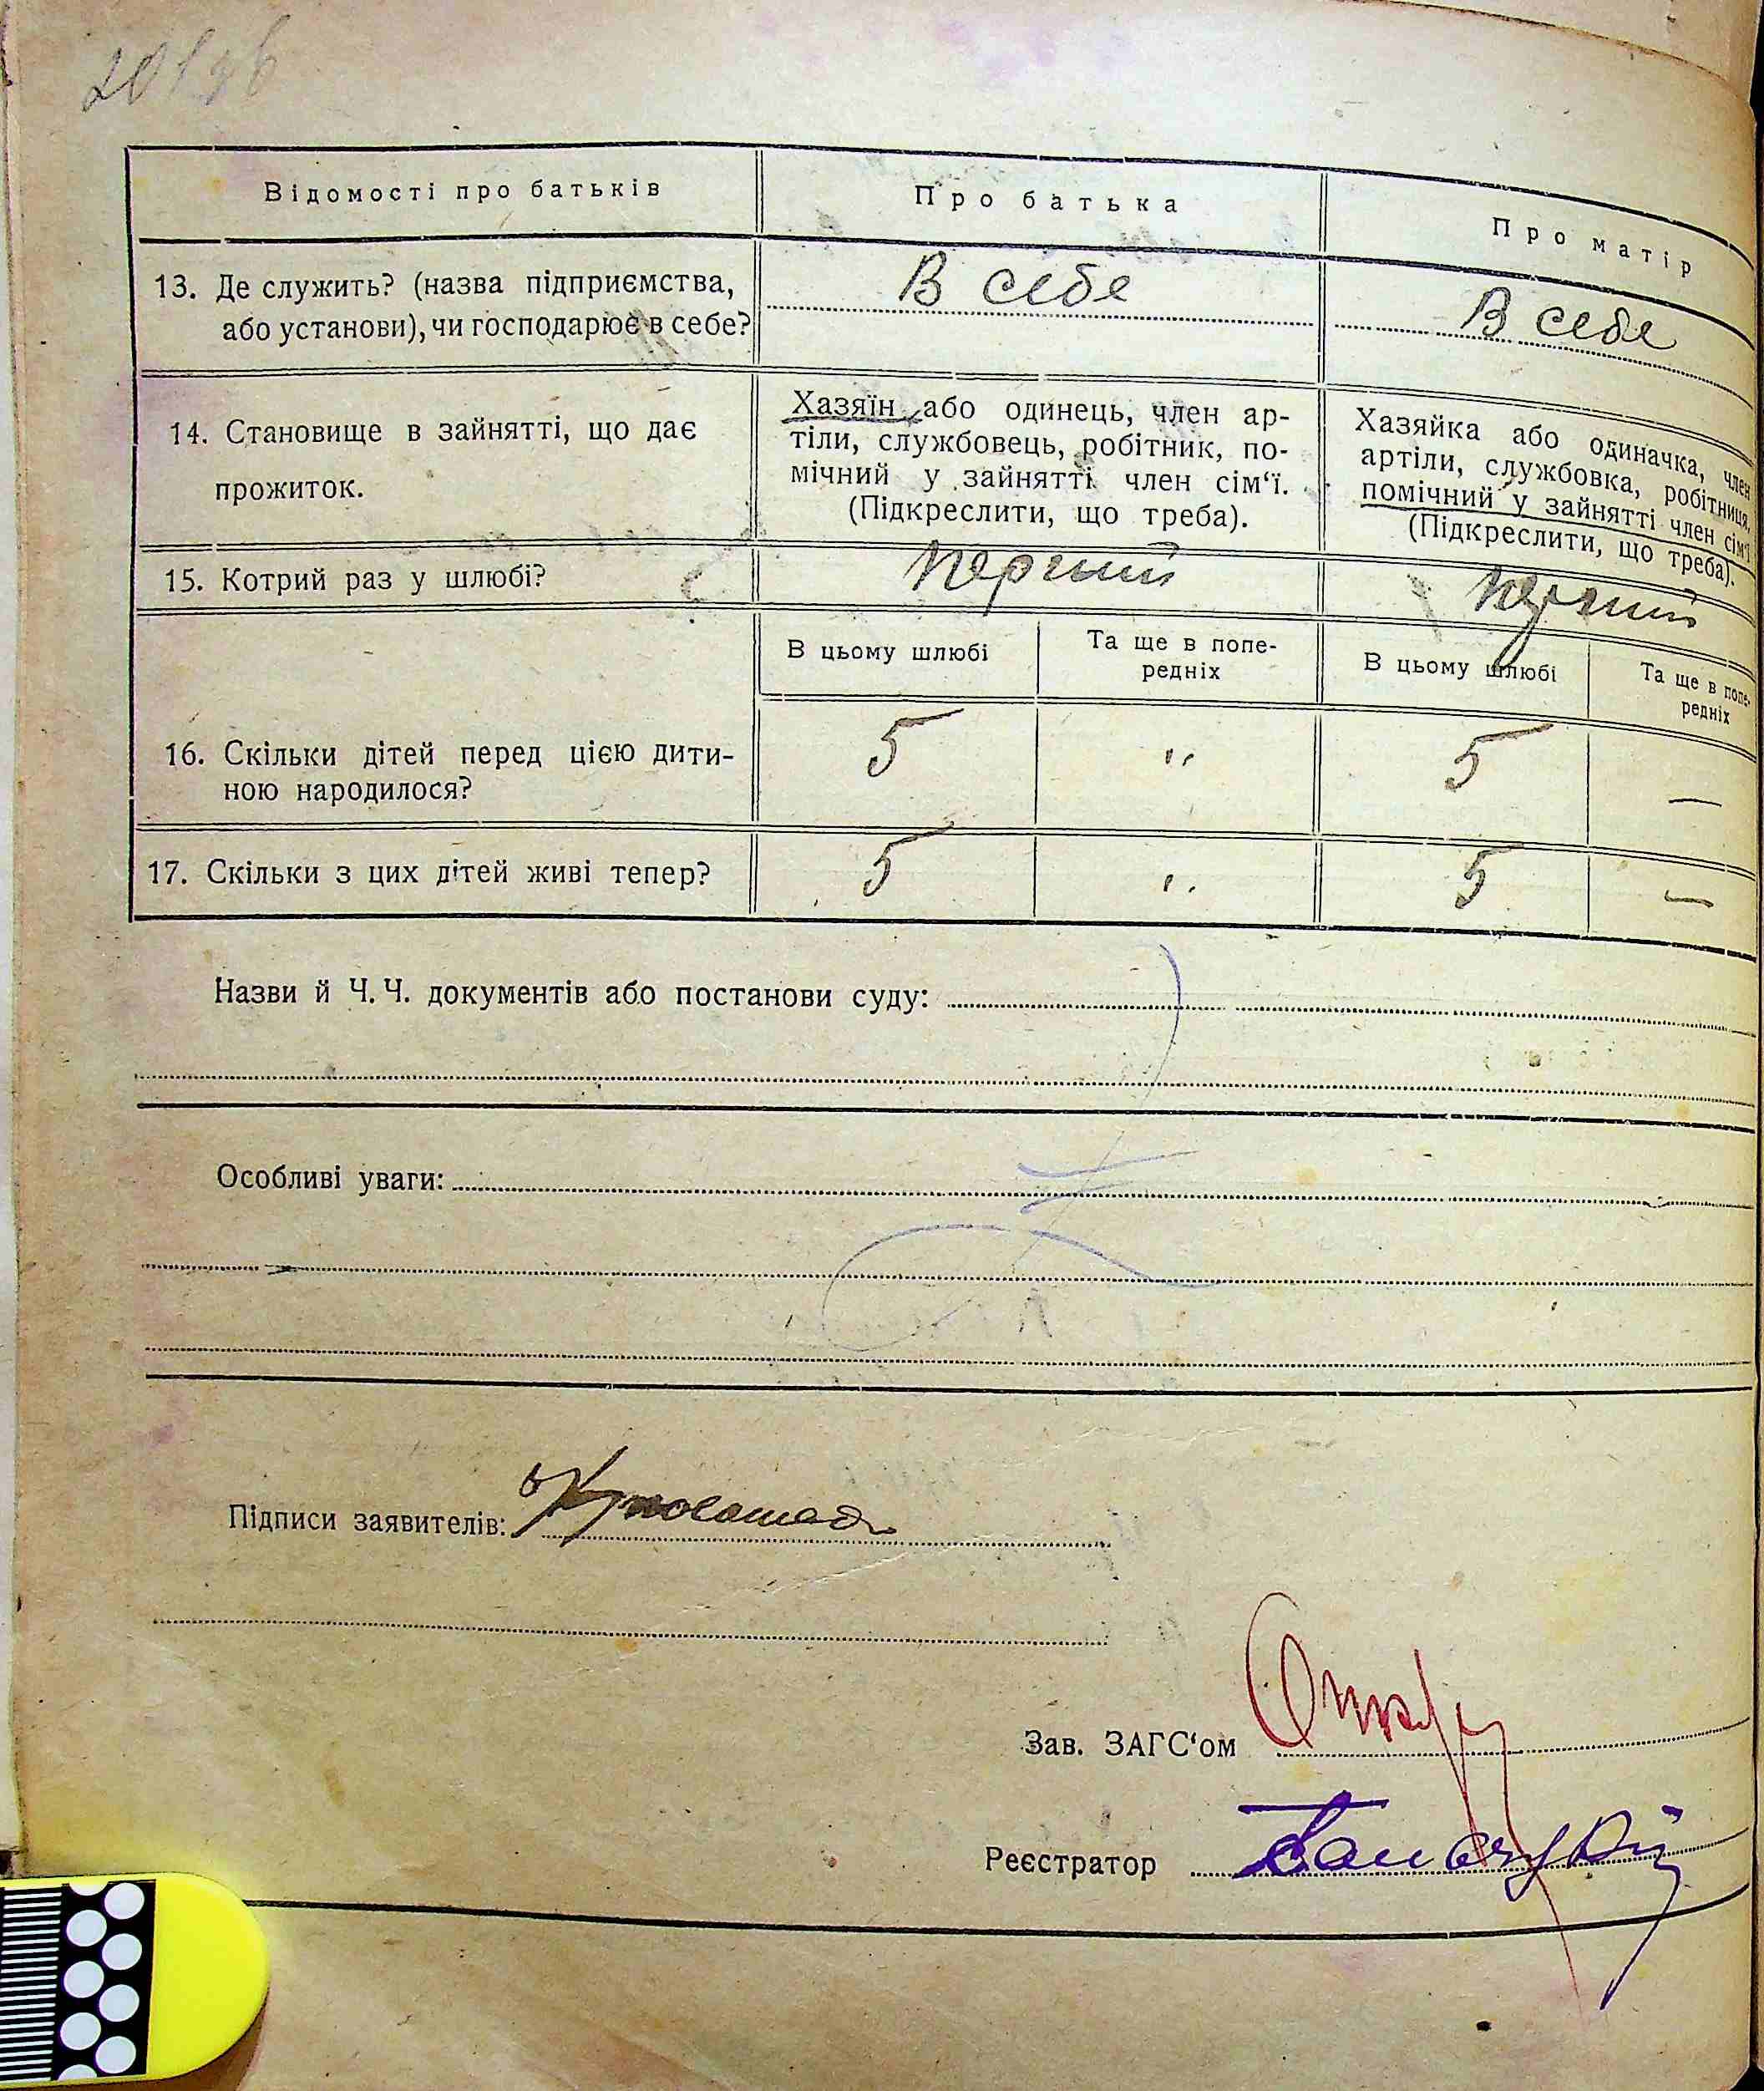 Відомості про батьків
Про батька
Про матір
13. Де служить? (назва підприємства,
або установи), чи господарює в себе?
В себе
В себе
14. Становище в зайнятті, що дає
прожиток.
Хазяїн або одинець, член ар-
тіли, службовець, робітник, по-
мічний у зайнятті член сім‘ї.
(Підкреслити, що треба).
Хазяйка або одиначка, член
артіли, службовка, робітниця,
помічний у зайнятті член сім‘ї
(Підкреслити, що треба).
15. Котрий раз у шлюбі?
перший
перший
В цьому шлюбі
Та ще в попе-
редніх
В цьому шлюбі
Та ще в попе-
редніх
16. Скільки дітей перед цією дити-
ною народилося?
5
„
5
—
17. Скільки з цих дітей живі тепер?
5
„
5
—
Назви й Ч. Ч. документів або постанови суду:
Особливі уваги:
Підписи заявителів:
Зав. ЗАГС‘ом
Реєстратор